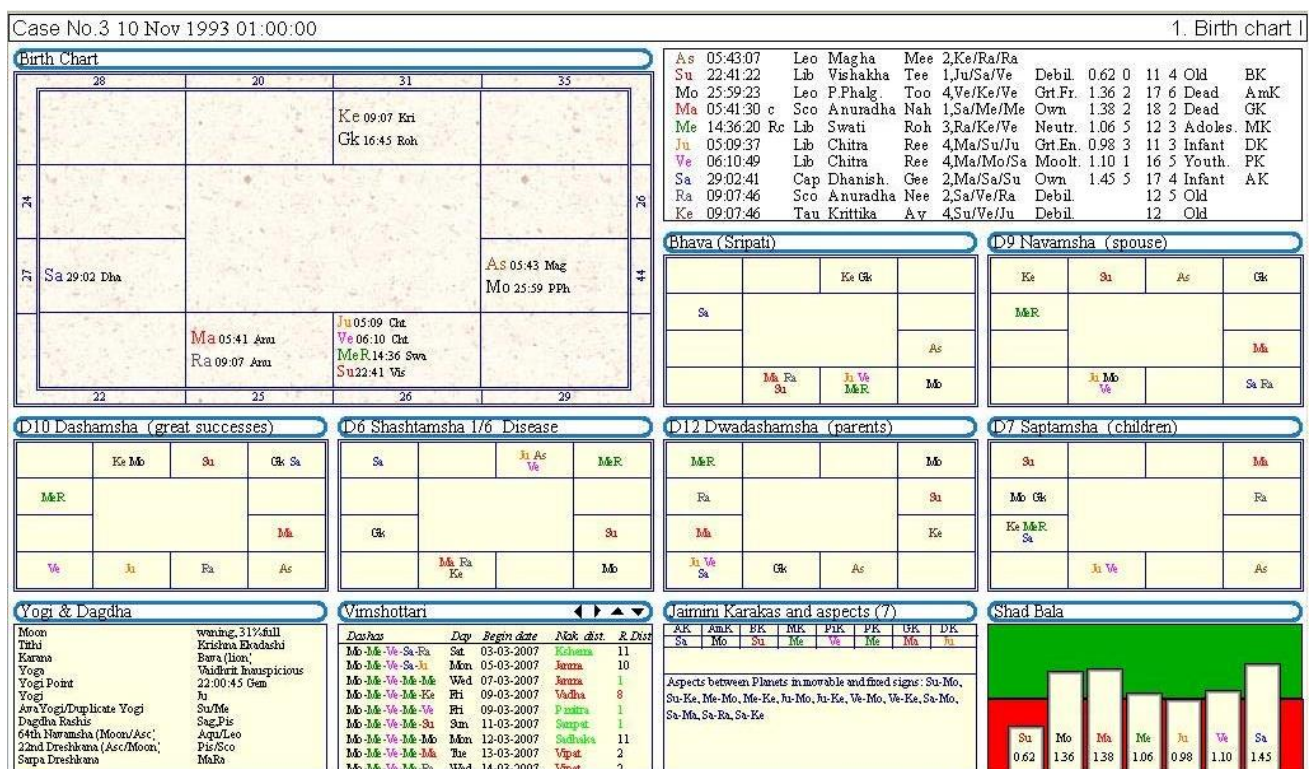 Case No.3 10 Nov 1993 01:00:00
1. Birth chart I
Birth Chart
28 20 31 35
Ke 09:07 Kri
Gk 16:45 Roh
24
26
27
Sa 29:02 Dha
As 05:43 Mag
Mo 25:59 PPh
44
Ma 05:41 Anu
Ra 09:07 Anu
Ju 05:09 Cht
Ve 06:10 Cht
MeR 14:36 Swa
Su 22:41 Vis
22 25 26 29
As 05:43:07 Leo Magha Mee 2,Ke/Ra/Ra
Su 22:41:22 Lib Vishakha Tee 1,Ju/Sa/Ve Debil. 0.62 0 11 4 Old BK
Mo 25:59:23 Leo P.Phalg. Too 4,Ve/Ke/Ve Grt.Fr. 1.36 2 17 6 Dead AmK
Ma 05:41:30 c Sco Anuradha Nah 1,Sa/Me/Me Own 1.38 2 18 2 Dead GK
Me 14:36:20 Rc Lib Swati Roh 3,Ra/Ke/Ve Neutr. 1.06 5 12 3 Adoles. MK
Ju 05:09:37 Lib Chitra Ree 4,Ma/Su/Ju Grt.En. 0.98 3 11 3 Infant DK
Ve 06:10:49 Lib Chitra Ree 4,Ma/Mo/Sa Moolt. 1.10 1 16 5 Youth. PK
Sa 29:02:41 Cap Dhanish. Gee 2,Ma/Sa/Su Own 1.45 5 17 4 Infant AK
Ra 09:07:46 Sco Anuradha Nee 2,Sa/Ve/Ra Debil. 12 5 Old
Ke 09:07:46 Tau Krittika Ay 4,Su/Ve/Ju Debil. 12 Old
Bhava (Sripati)
Ke Gk
Sa
As
Ma Ra
Su
Ju Ve
MeR
Mo
D9 Navamsha (spouse)
Ke Su As Gk
MeR
Ma
Ju Mo
Ve
Sa Ra
D10 Dashamsha (great successes)
Ke Mo Su Gk Sa
MeR
Ma
Ve Ju Ra As
D6 Shashtamsha 1/6 Disease
Sa
Ju As
Ve
MeR
Gk Su
Ma Ra
Ke
Mo
D12 Dwadashamsha (parents)
MeR Mo
Ra Su
Ma Ke
Ju Ve
Sa
Gk As
D7 Saptamsha (children)
Su Ma
Mo Gk Ra
Ke MeR
Sa
Ju Ve As
Yogi & Dagdha
Moon waning, 31%full
Tithi Krishna Ekadashi
Karana Bava (lion)
Yoga Vaidhrit Inauspicious
Yogi Point 22:00:45 Gem
Yogi Ju
AvaYogi/Duplicate Yogi Su/Me
Dagdha Rashis Sag,Pis
64th Navamsha (Moon/Asc) Aqu/Leo
22nd Dreshkana (Asc/Moon) Pis/Sco
Sarpa Dreshkana MaRa
Vimshottari
Dashas Day Begin date Nak. dist. R.Dist
Mo-Me-Ve-Sa-Ra Sat 03-03-2007 Kshema 11
Mo-Me-Ve-Sa-Ju Mon 05-03-2007 Janma 10
Mo-Me-Ve-Me-Me Wed 07-03-2007 Janma 1
Mo-Me-Ve-Me-Ke Fri 09-03-2007 Vadha 8
Mo-Me-Ve-Me-Ve Fri 09-03-2007 P.mitra 1
Mo-Me-Ve-Me-Su Sun 11-03-2007 Sampat 1
Mo-Me-Ve-Me-Mo Mon 12-03-2007 Sadhaka 11
Mo-Me-Ve-Me-Ma Tue 13-03-2007 Vipat 2
Mo-Me-Ve-Me-Ra Wed 14-03-2007 Vipat 2
Jaimini Karakas and aspects (7)
AK AmK BK MK PiK PK GK DK
Sa Mo Su Me Ve Me Ma Ju
Aspects between Planets in movable and fixed signs: Su-Mo,
Su-Ke, Me-Mo, Me-Ke, Ju-Mo, Ju-Ke, Ve-Mo, Ve-Ke, Sa-Mo,
Sa-Ma, Sa-Ra, Sa-Ke
Shad Bala
Su Mo Ma Me Ju Ve Sa
0.62 1.36 1.38 1.06 0.98 1.10 1.45